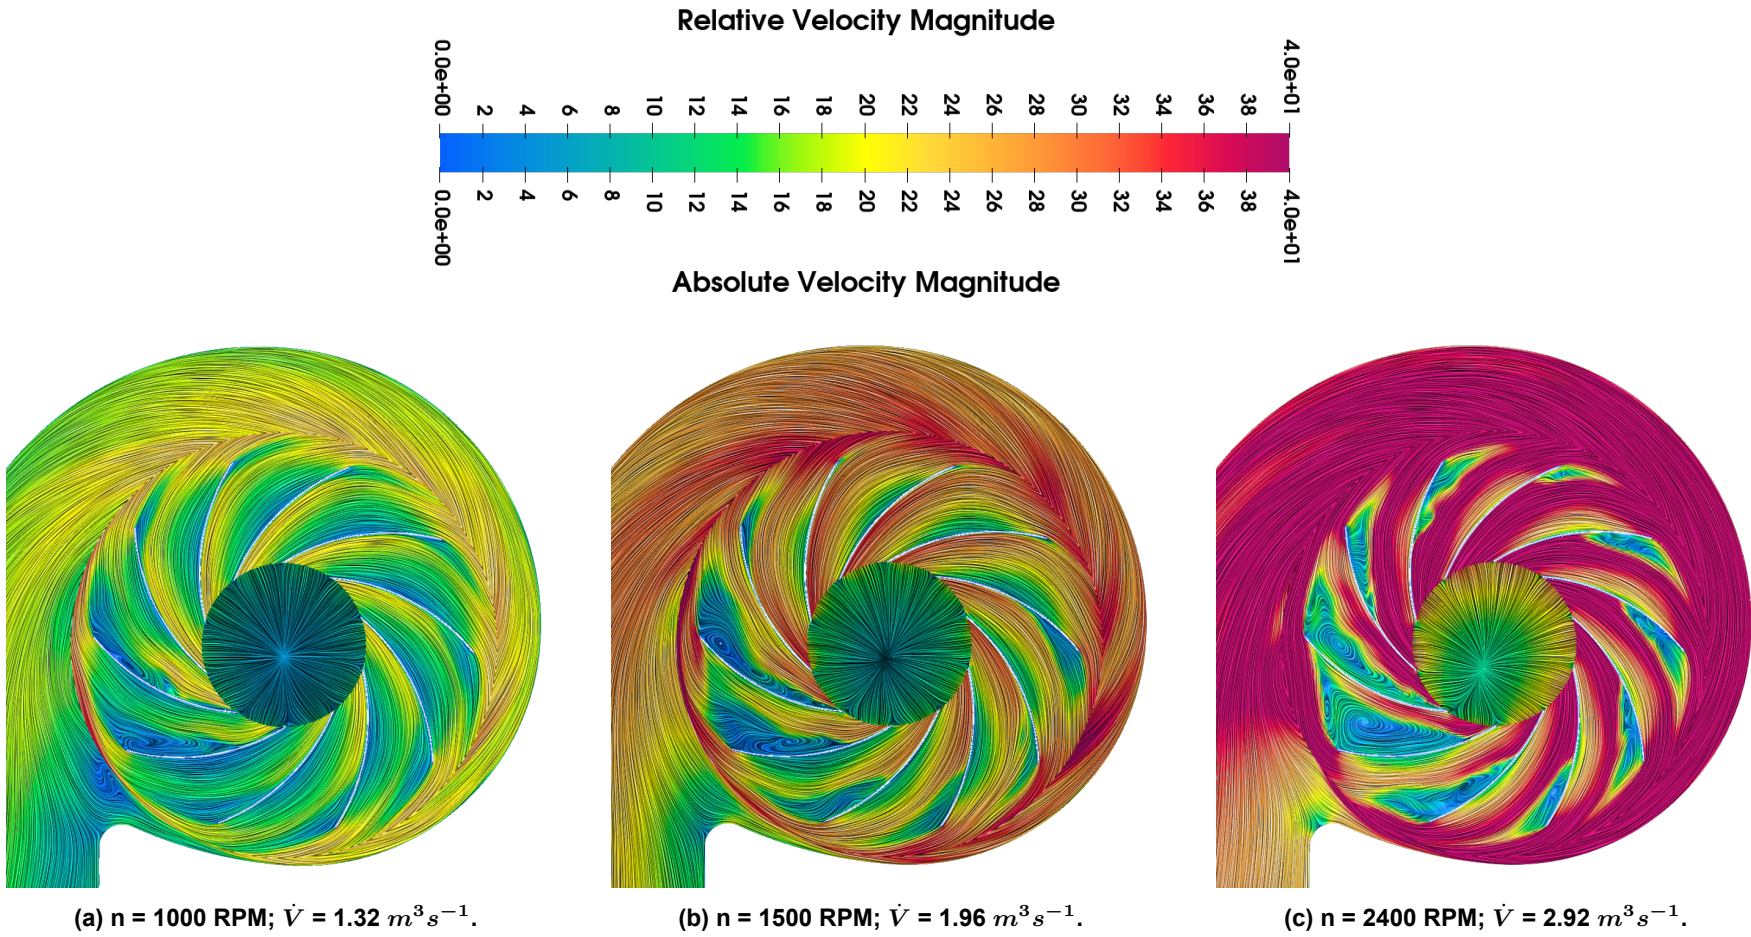 Relative Velocity Magnitude
0.0e+00 2 4 6 8 10 12 14 16 18 20 22 24 26 28 30 32 34 36 38 4.0e+01
0.0e+00 2 4 6 8 10 12 14 16 18 20 22 24 26 28 30 32 34 36 38 4.0e+01
Absolute Velocity Magnitude
(a) n = 1000 RPM; V̇ = 1.32 m³s⁻¹.
(b) n = 1500 RPM; V̇ = 1.96 m³s⁻¹.
(c) n = 2400 RPM; V̇ = 2.92 m³s⁻¹.